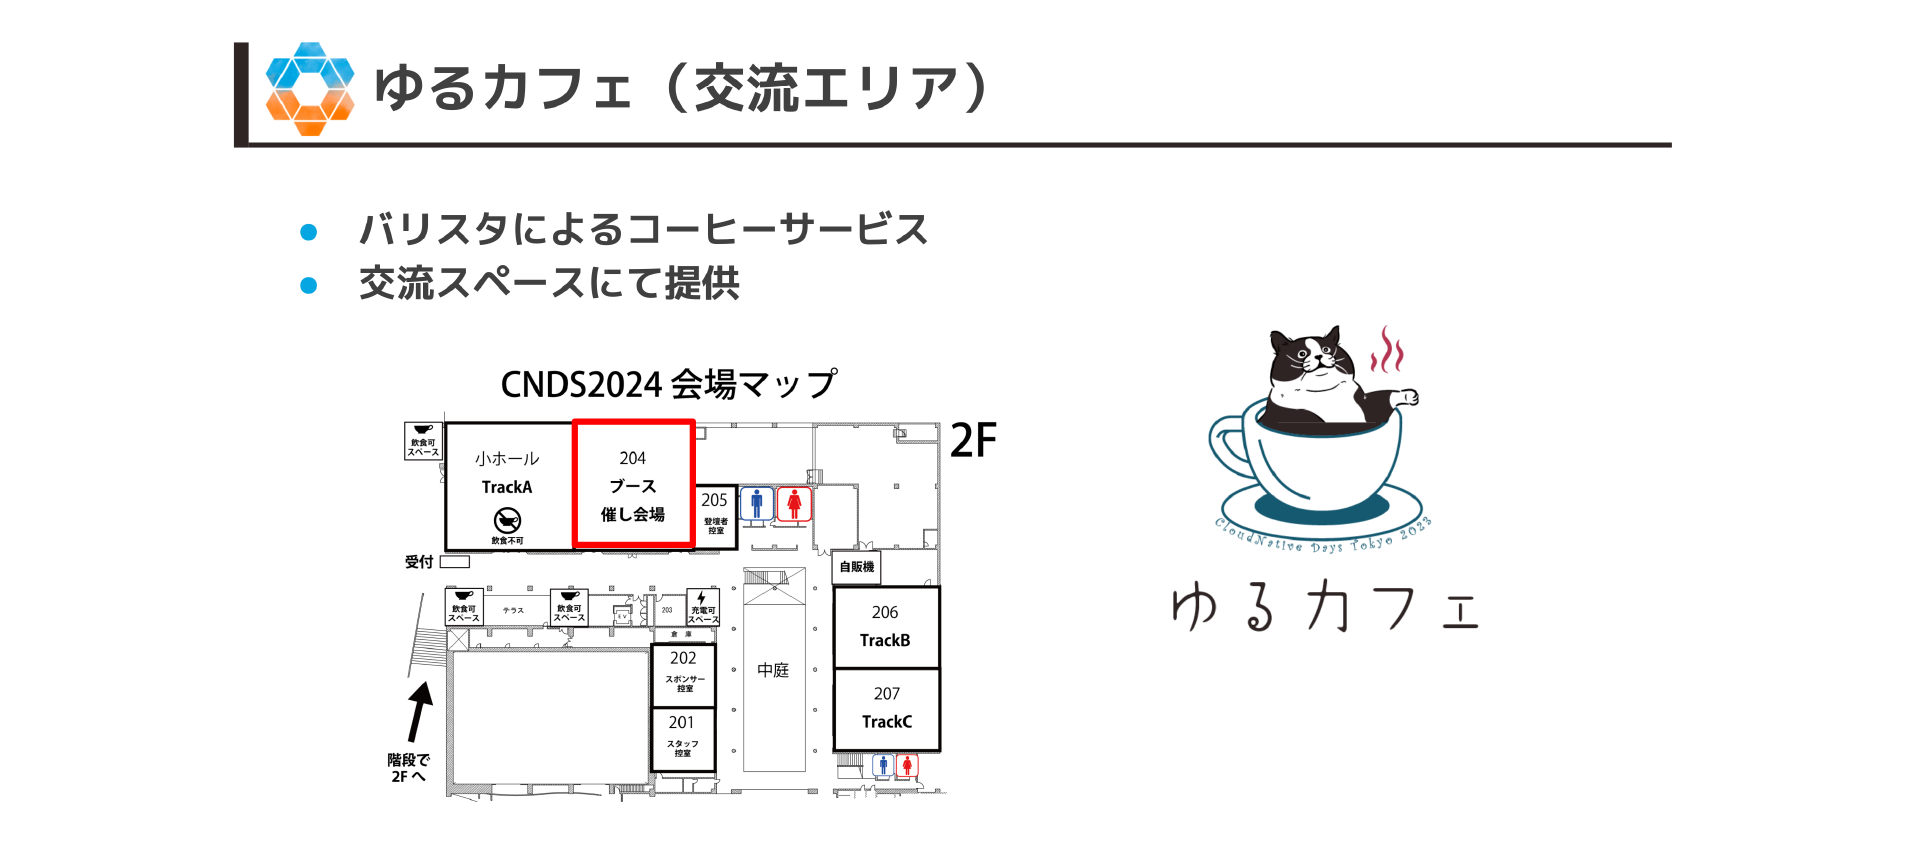 ゆるカフェ（交流エリア）
バリスタによるコーヒーサービス
交流スペースにて提供
CNDS2024 会場マップ
2F
飲食可
スペース
小ホール
TrackA
飲食不可
204
ブース
催し会場
205
登壇者
控室
受付
自販機
飲食可
スペース
テラス
飲食可
スペース
EV
203
充電可
スペース
倉庫
206
TrackB
202
スポンサー
控室
中庭
207
TrackC
201
スタッフ
控室
階段で
2Fへ
CloudNative Days Tokyo 2023
ゆるカフェ